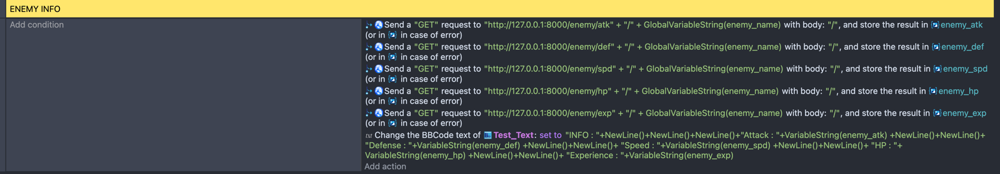 ENEMY INFO
Add condition
Send a "GET" request to "http://127.0.0.1:8000/enemy/atk" + "/" + GlobalVariableString(enemy_name) with body: "/", and store the result in enemy_atk
(or in in case of error)
Send a "GET" request to "http://127.0.0.1:8000/enemy/def" + "/" + GlobalVariableString(enemy_name) with body: "/", and store the result in enemy_def
(or in in case of error)
Send a "GET" request to "http://127.0.0.1:8000/enemy/spd" + "/" + GlobalVariableString(enemy_name) with body: "/", and store the result in enemy_spd
(or in in case of error)
Send a "GET" request to "http://127.0.0.1:8000/enemy/hp" + "/" + GlobalVariableString(enemy_name) with body: "/", and store the result in enemy_hp
(or in in case of error)
Send a "GET" request to "http://127.0.0.1:8000/enemy/exp" + "/" + GlobalVariableString(enemy_name) with body: "/", and store the result in enemy_exp
(or in in case of error)
txt Change the BBCode text of Test_Text: set to "INFO : "+NewLine()+NewLine()+NewLine()+"Attack : "+VariableString(enemy_atk) +NewLine()+NewLine()+
"Defense : "+VariableString(enemy_def) +NewLine()+NewLine()+ "Speed : "+VariableString(enemy_spd) +NewLine()+NewLine()+ "HP : "+
VariableString(enemy_hp) +NewLine()+NewLine()+ "Experience : "+VariableString(enemy_exp)
Add action